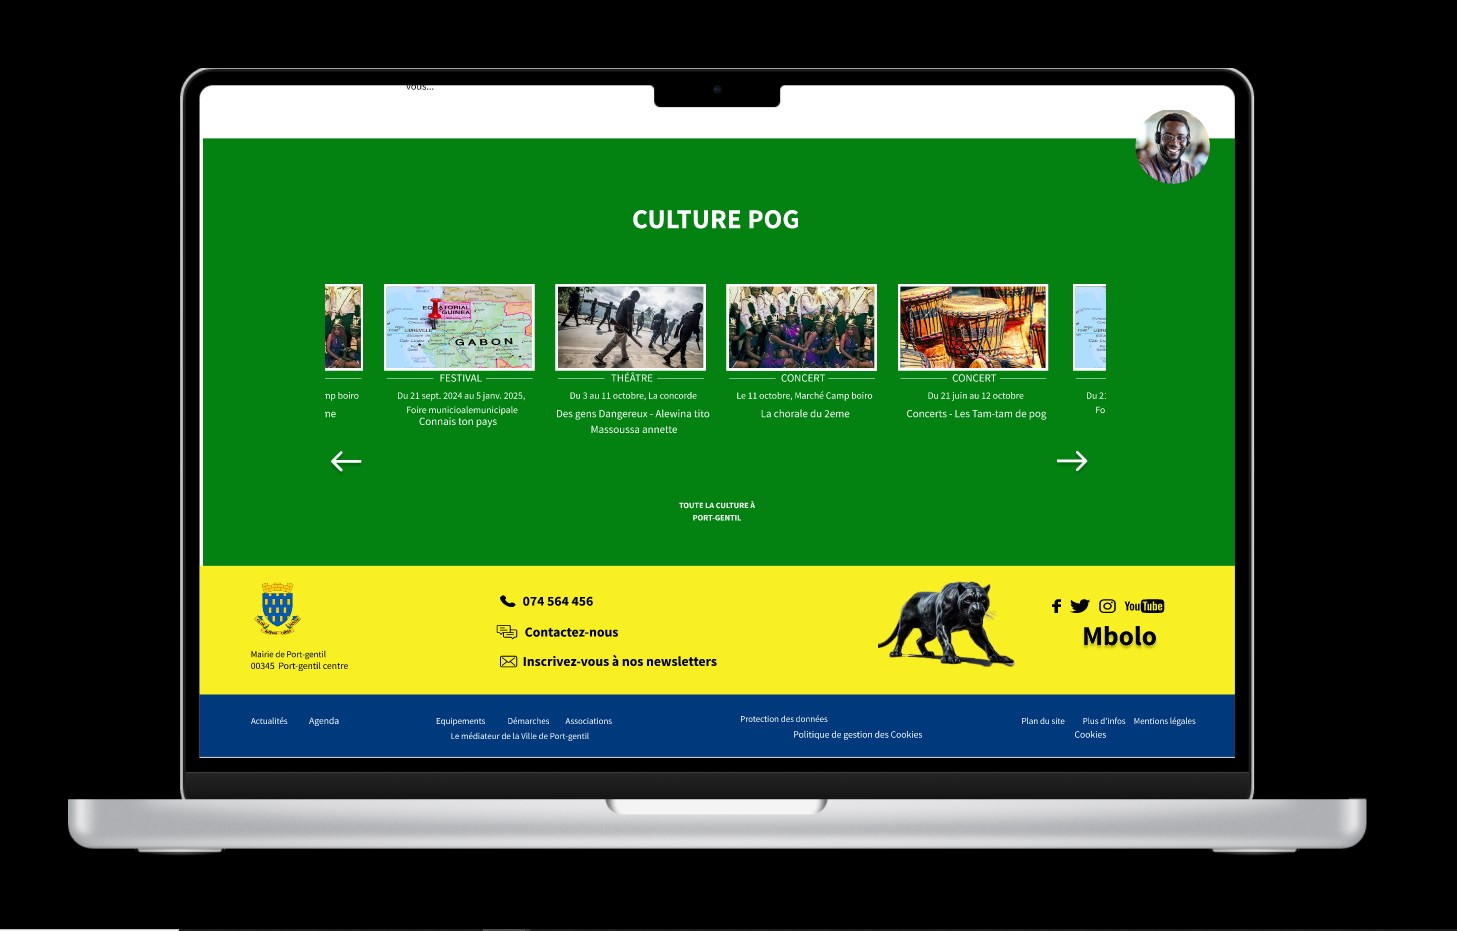 vous...
CULTURE POG
EQUATORIAL
GUINEA
LIBREVILLE
GABON
FESTIVAL
THÉÂTRE
CONCERT
CONCERT
mp boiro
Du 21 sept. 2024 au 5 janv. 2025,
Du 3 au 11 octobre, La concorde
Le 11 octobre, Marché Camp boiro
Du 21 juin au 12 octobre
Du 21
me
Foire municioalemunicipale
Connais ton pays
Des gens Dangereux - Alewina tito
Massoussa annette
La chorale du 2eme
Concerts - Les Tam-tam de pog
Fo
TOUTE LA CULTURE À
PORT-GENTIL
074 564 456
Contactez-nous
Inscrivez-vous à nos newsletters
Mairie de Port-gentil
00345 Port-gentil centre
YouTube
Mbolo
Actualités Agenda
Equipements Démarches Associations
Le médiateur de la Ville de Port-gentil
Protection des données
Politique de gestion des Cookies
Plan du site Plus d'infos Mentions légales
Cookies